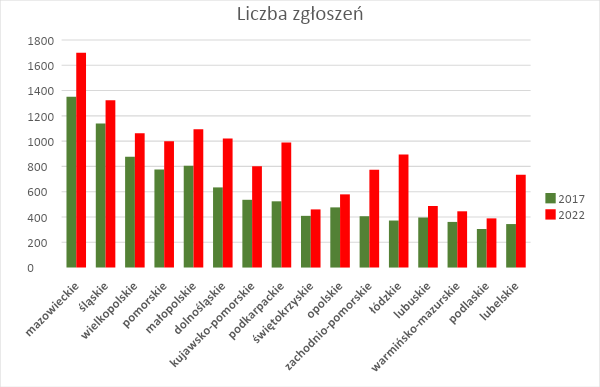 Liczba zgłoszeń
1800
1600
1400
1200
1000
800
600
400
200
0
mazowieckie
śląskie
wielkopolskie
pomorskie
małopolskie
dolnośląskie
kujawsko-pomorskie
podkarpackie
świętokrzyskie
opolskie
zachodnio-pomorskie
łódzkie
lubuskie
warmińsko-mazurskie
podlaskie
lubelskie
2017
2022